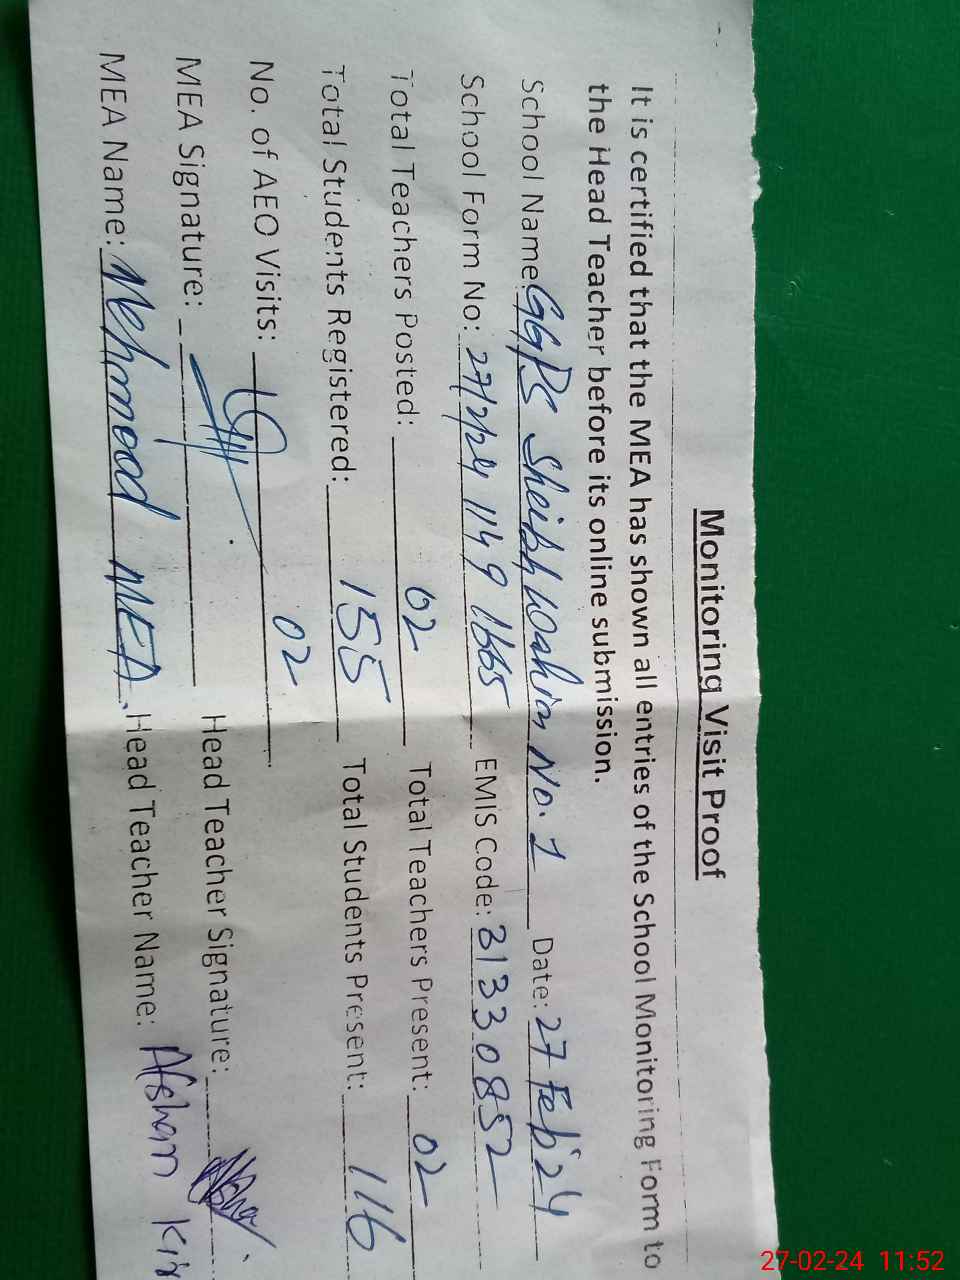 Monitoring Visit Proof
It is certified that the MEA has shown all entries of the School Monitoring Form to
the Head Teacher before its online submission.
School Name: GGPS Sheikh Wahin No. 1 Date: 27 Feb'24
School Form No: 27/2/24 1149 1665 EMIS Code: 31330852
Total Teachers Posted: 02 Total Teachers Present: 02
Total Students Registered: 155 Total Students Present: 116
No. of AEO Visits: 02
MEA Signature: Head Teacher Signature:
MEA Name: Mehmood MEA. Head Teacher Name: Afshan
27-02-24 11:52